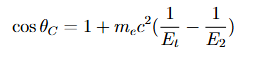 cos θ_C = 1 + m_e c^2 (1/E_t − 1/E_2)